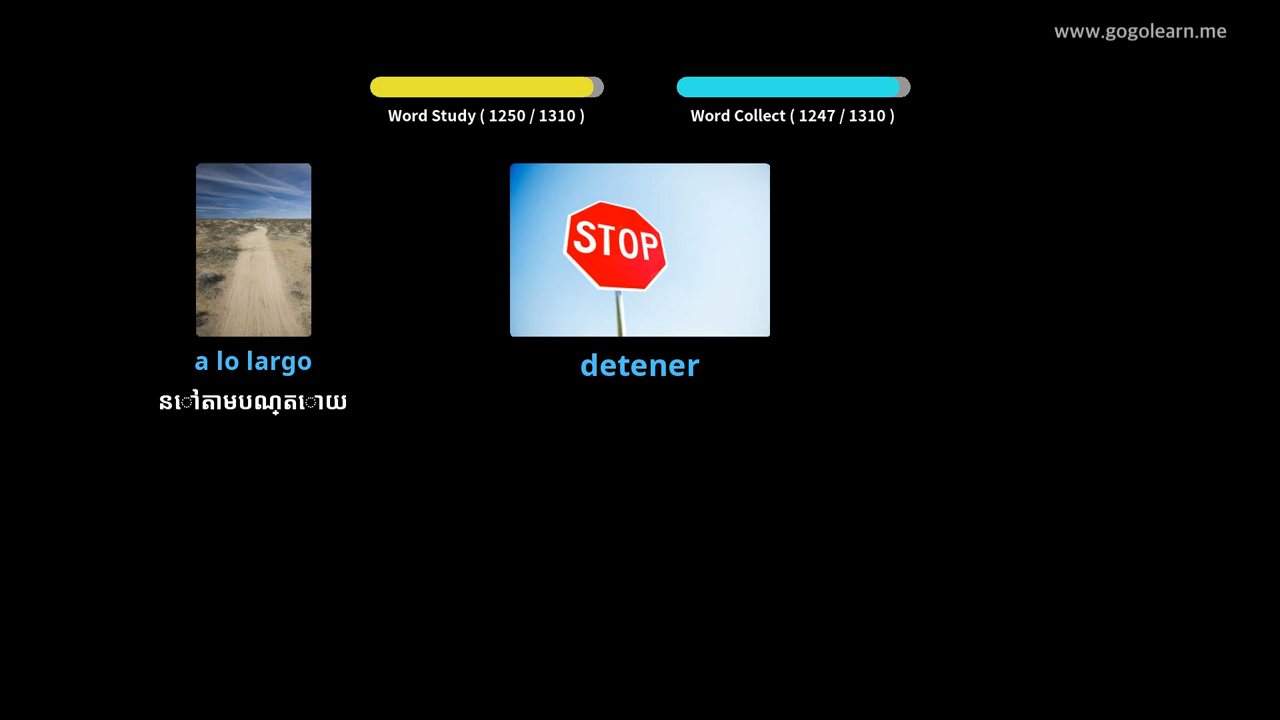 www.gogolearn.me
Word Study ( 1250 / 1310 )
Word Collect ( 1247 / 1310 )
STOP
a lo largo
detener
នៅតាមបណ្តោយ